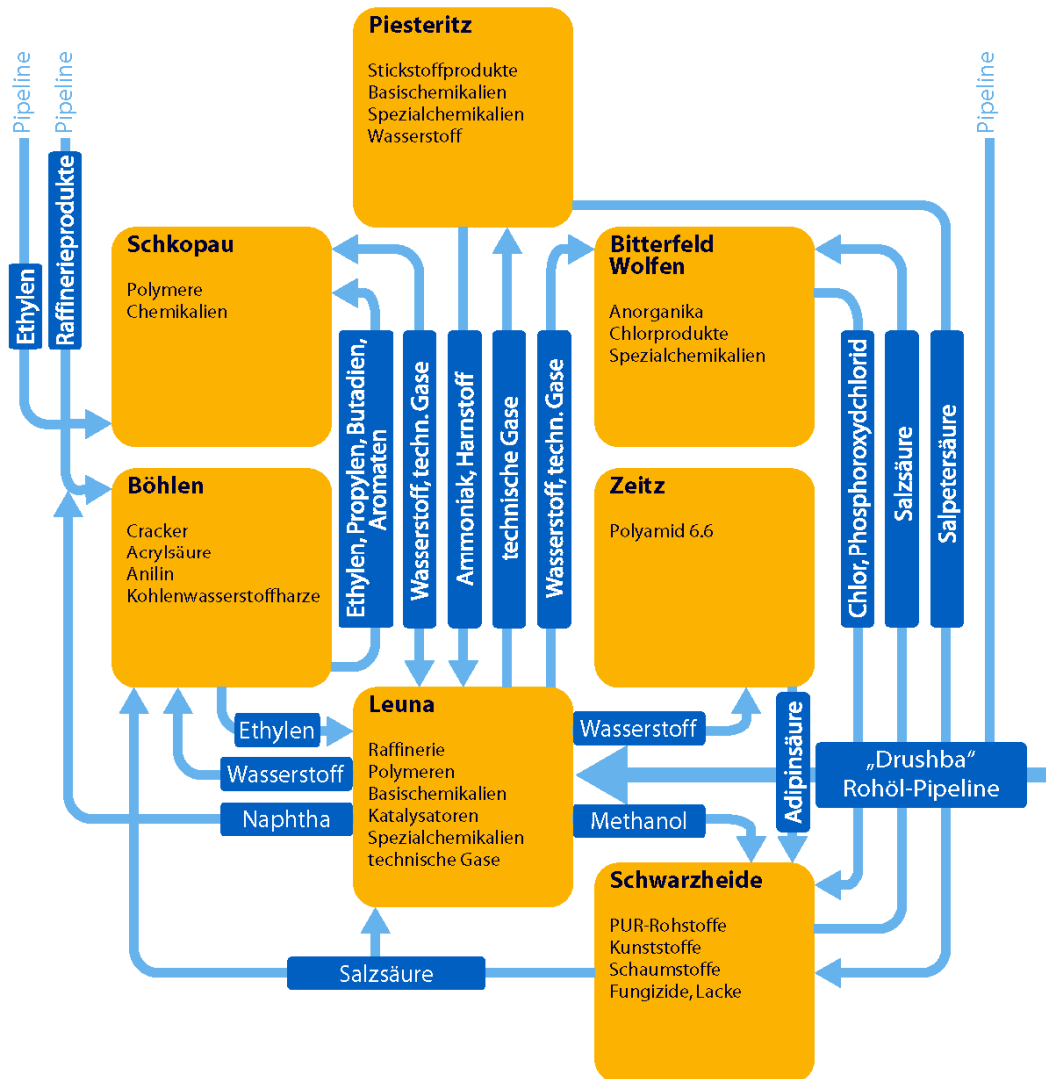 Piesteritz
Stickstoffprodukte
Basischemikalien
Spezialchemikalien
Wasserstoff
Pipeline
Pipeline
Pipeline
Ethylen
Raffinerieprodukte
Schkopau
Polymere
Chemikalien
Bitterfeld
Wolfen
Anorganika
Chlorprodukte
Spezialchemikalien
Böhlen
Cracker
Acrylsäure
Anilin
Kohlenwasserstoffharze
Ethylen, Propylen, Butadien,
Aromaten
Wasserstoff, techn. Gase
Ammoniak, Harnstoff
technische Gase
Wasserstoff, techn. Gase
Zeitz
Polyamid 6.6
Chlor, Phosphoroxydchlorid
Salzsäure
Salpetersäure
Leuna
Raffinerie
Polymeren
Basischemikalien
Katalysatoren
Spezialchemikalien
technische Gase
Ethylen
Wasserstoff
Naphtha
Wasserstoff
Methanol
Adipinsäure
„Drushba“
Rohöl-Pipeline
Schwarzheide
PUR-Rohstoffe
Kunststoffe
Schaumstoffe
Fungizide, Lacke
Salzsäure